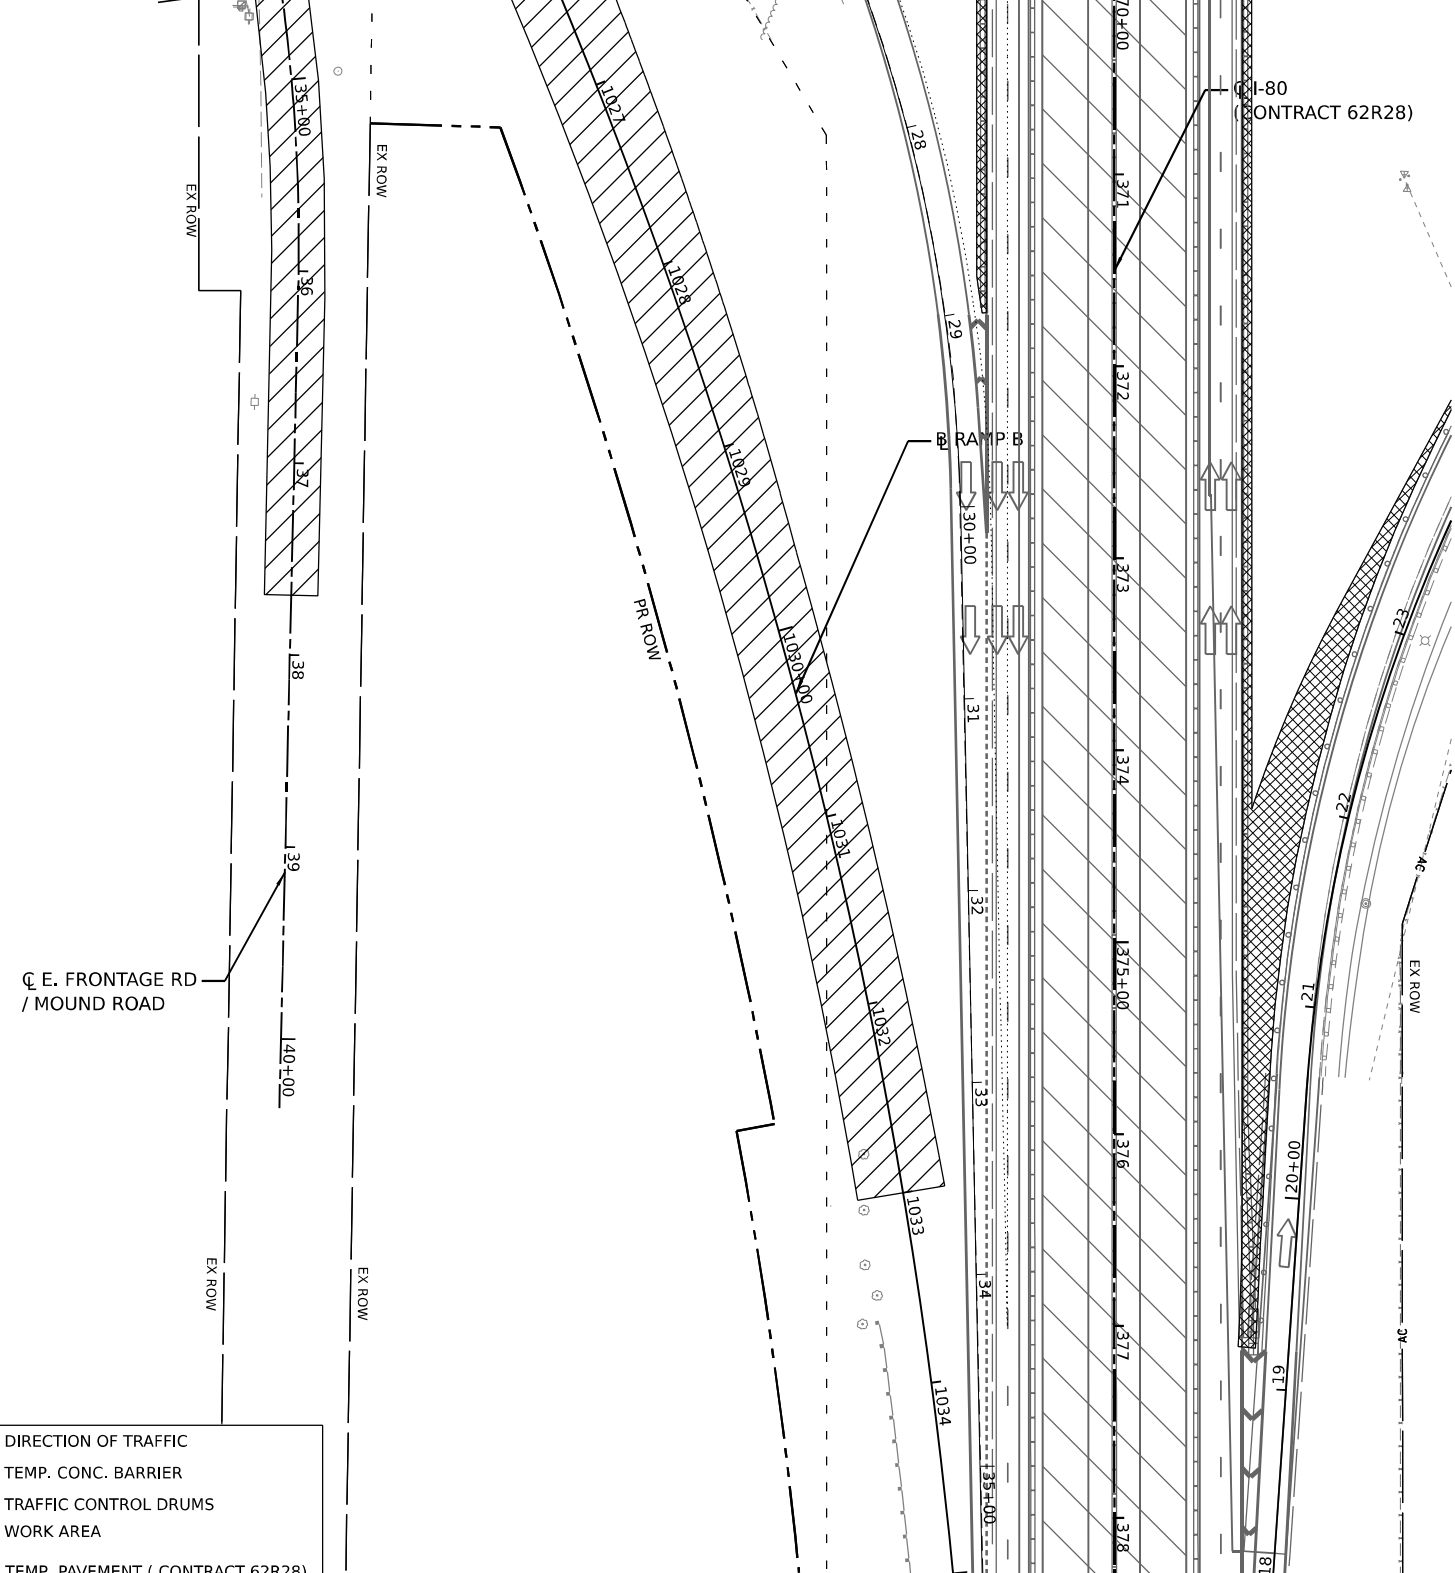 70+00
℄ I-80
(CONTRACT 62R28)
35+00
1027
28
EX ROW
EX ROW
371
36
1028
29
372
37
1029
℄ RAMP B
30+00
373
PR ROW
23
38
1030+00
31
374
22
39
1031
32
AC
℄ E. FRONTAGE RD
/ MOUND ROAD
375+00
21
EX ROW
40+00
1032
33
376
20+00
1033
EX ROW
EX ROW
34
377
AC
19
1034
35+00
378
18
DIRECTION OF TRAFFIC
TEMP. CONC. BARRIER
TRAFFIC CONTROL DRUMS
WORK AREA
TEMP. PAVEMENT ( CONTRACT 62R28)